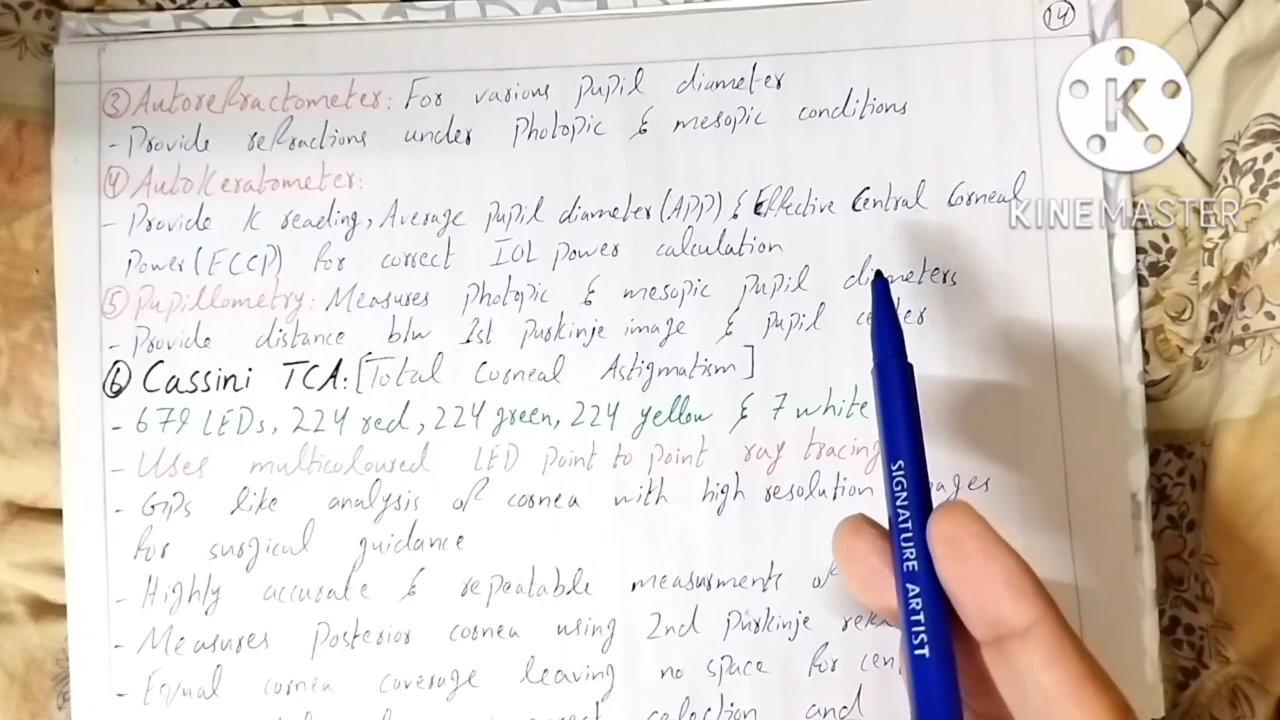 14
③ Autorefractometer: For various pupil diameter
- Provide refractions under Photopic & mesopic conditions
④ AutoKeratometer:
- Provide K reading, Average pupil diameter (APP) & Effective Central Corneal
Power (ECCP) for correct IOL power calculation
⑤ Pupillometry: Measures Photopic & mesopic pupil diameters
- Provide distance b/w 1st Purkinje image & pupil center
⑥ Cassini TCA: [Total Corneal Astigmatism]
- 679 LEDs, 224 red, 224 green, 224 yellow & 7 white
- Uses multicoloured LED point to point ray tracing
- GPS like analysis of cornea with high resolution images
for surgical guidance
- Highly accurate & repeatable measurments of
- Measures Posterior cornea using 2nd Purkinje
- Equal cornea coverage leaving no space for
and
K
KINEMASTER
SIGNATURE ARTIST